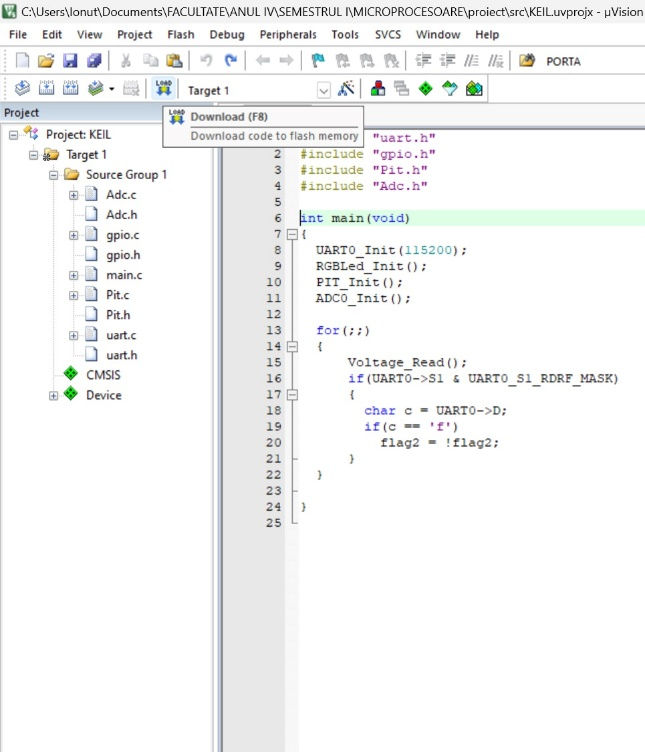 C:\Users\Ionut\Documents\FACULTATE\ANUL IV\SEMESTRUL I\MICROPROCESOARE\proiect\src\KEIL.uvprojx - µVision
File Edit View Project Flash Debug Peripherals Tools SVCS Window Help
PORTA
LOAD Target 1
Project
LOAD Download (F8)
Download code to flash memory
Project: KEIL
Target 1
Source Group 1
Adc.c
Adc.h
gpio.c
gpio.h
main.c
Pit.c
Pit.h
uart.c
uart.h
CMSIS
Device
"uart.h"
2 #include "gpio.h"
3 #include "Pit.h"
4 #include "Adc.h"
5
6 int main(void)
7 {
8 UART0_Init(115200);
9 RGBLed_Init();
10 PIT_Init();
11 ADC0_Init();
12
13 for(;;)
14 {
15 Voltage_Read();
16 if(UART0->S1 & UART0_S1_RDRF_MASK)
17 {
18 char c = UART0->D;
19 if(c == 'f')
20 flag2 = !flag2;
21 }
22 }
23
24 }
25